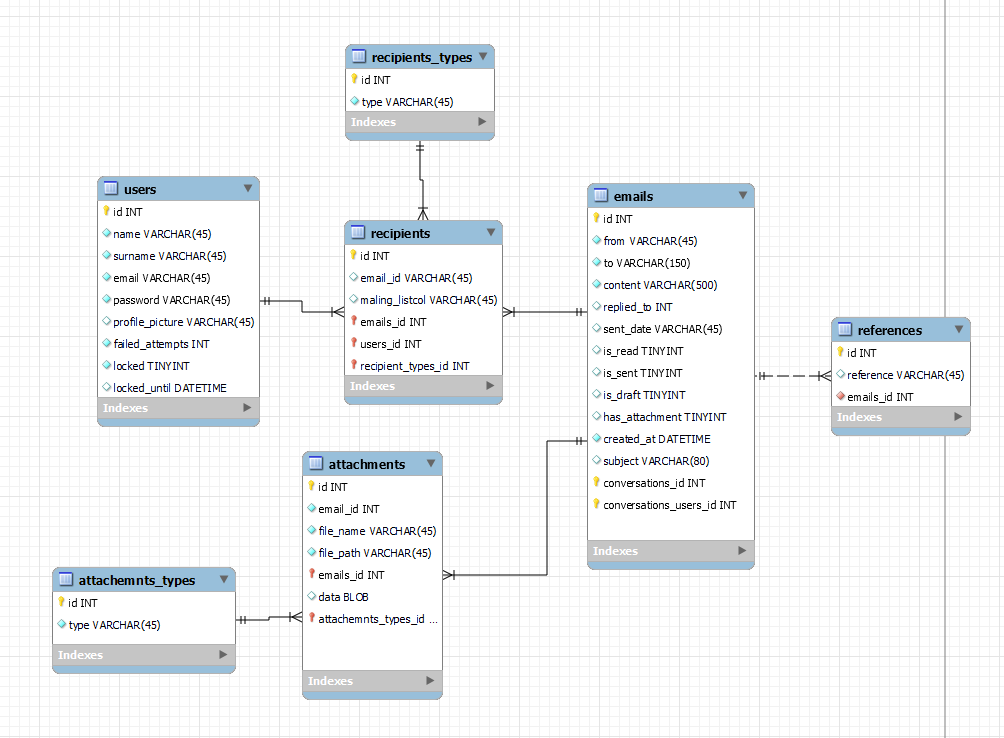 recipients_types
id INT
type VARCHAR(45)
Indexes
users
id INT
name VARCHAR(45)
surname VARCHAR(45)
email VARCHAR(45)
password VARCHAR(45)
profile_picture VARCHAR(45)
failed_attempts INT
locked TINYINT
locked_until DATETIME
Indexes
recipients
id INT
email_id VARCHAR(45)
maling_listcol VARCHAR(45)
emails_id INT
users_id INT
recipient_types_id INT
Indexes
emails
id INT
from VARCHAR(45)
to VARCHAR(150)
content VARCHAR(500)
replied_to INT
sent_date VARCHAR(45)
is_read TINYINT
is_sent TINYINT
is_draft TINYINT
has_attachment TINYINT
created_at DATETIME
subject VARCHAR(80)
conversations_id INT
conversations_users_id INT
Indexes
references
id INT
reference VARCHAR(45)
emails_id INT
Indexes
attachments
id INT
email_id INT
file_name VARCHAR(45)
file_path VARCHAR(45)
emails_id INT
data BLOB
attachemnts_types_id ...
Indexes
attachemnts_types
id INT
type VARCHAR(45)
Indexes